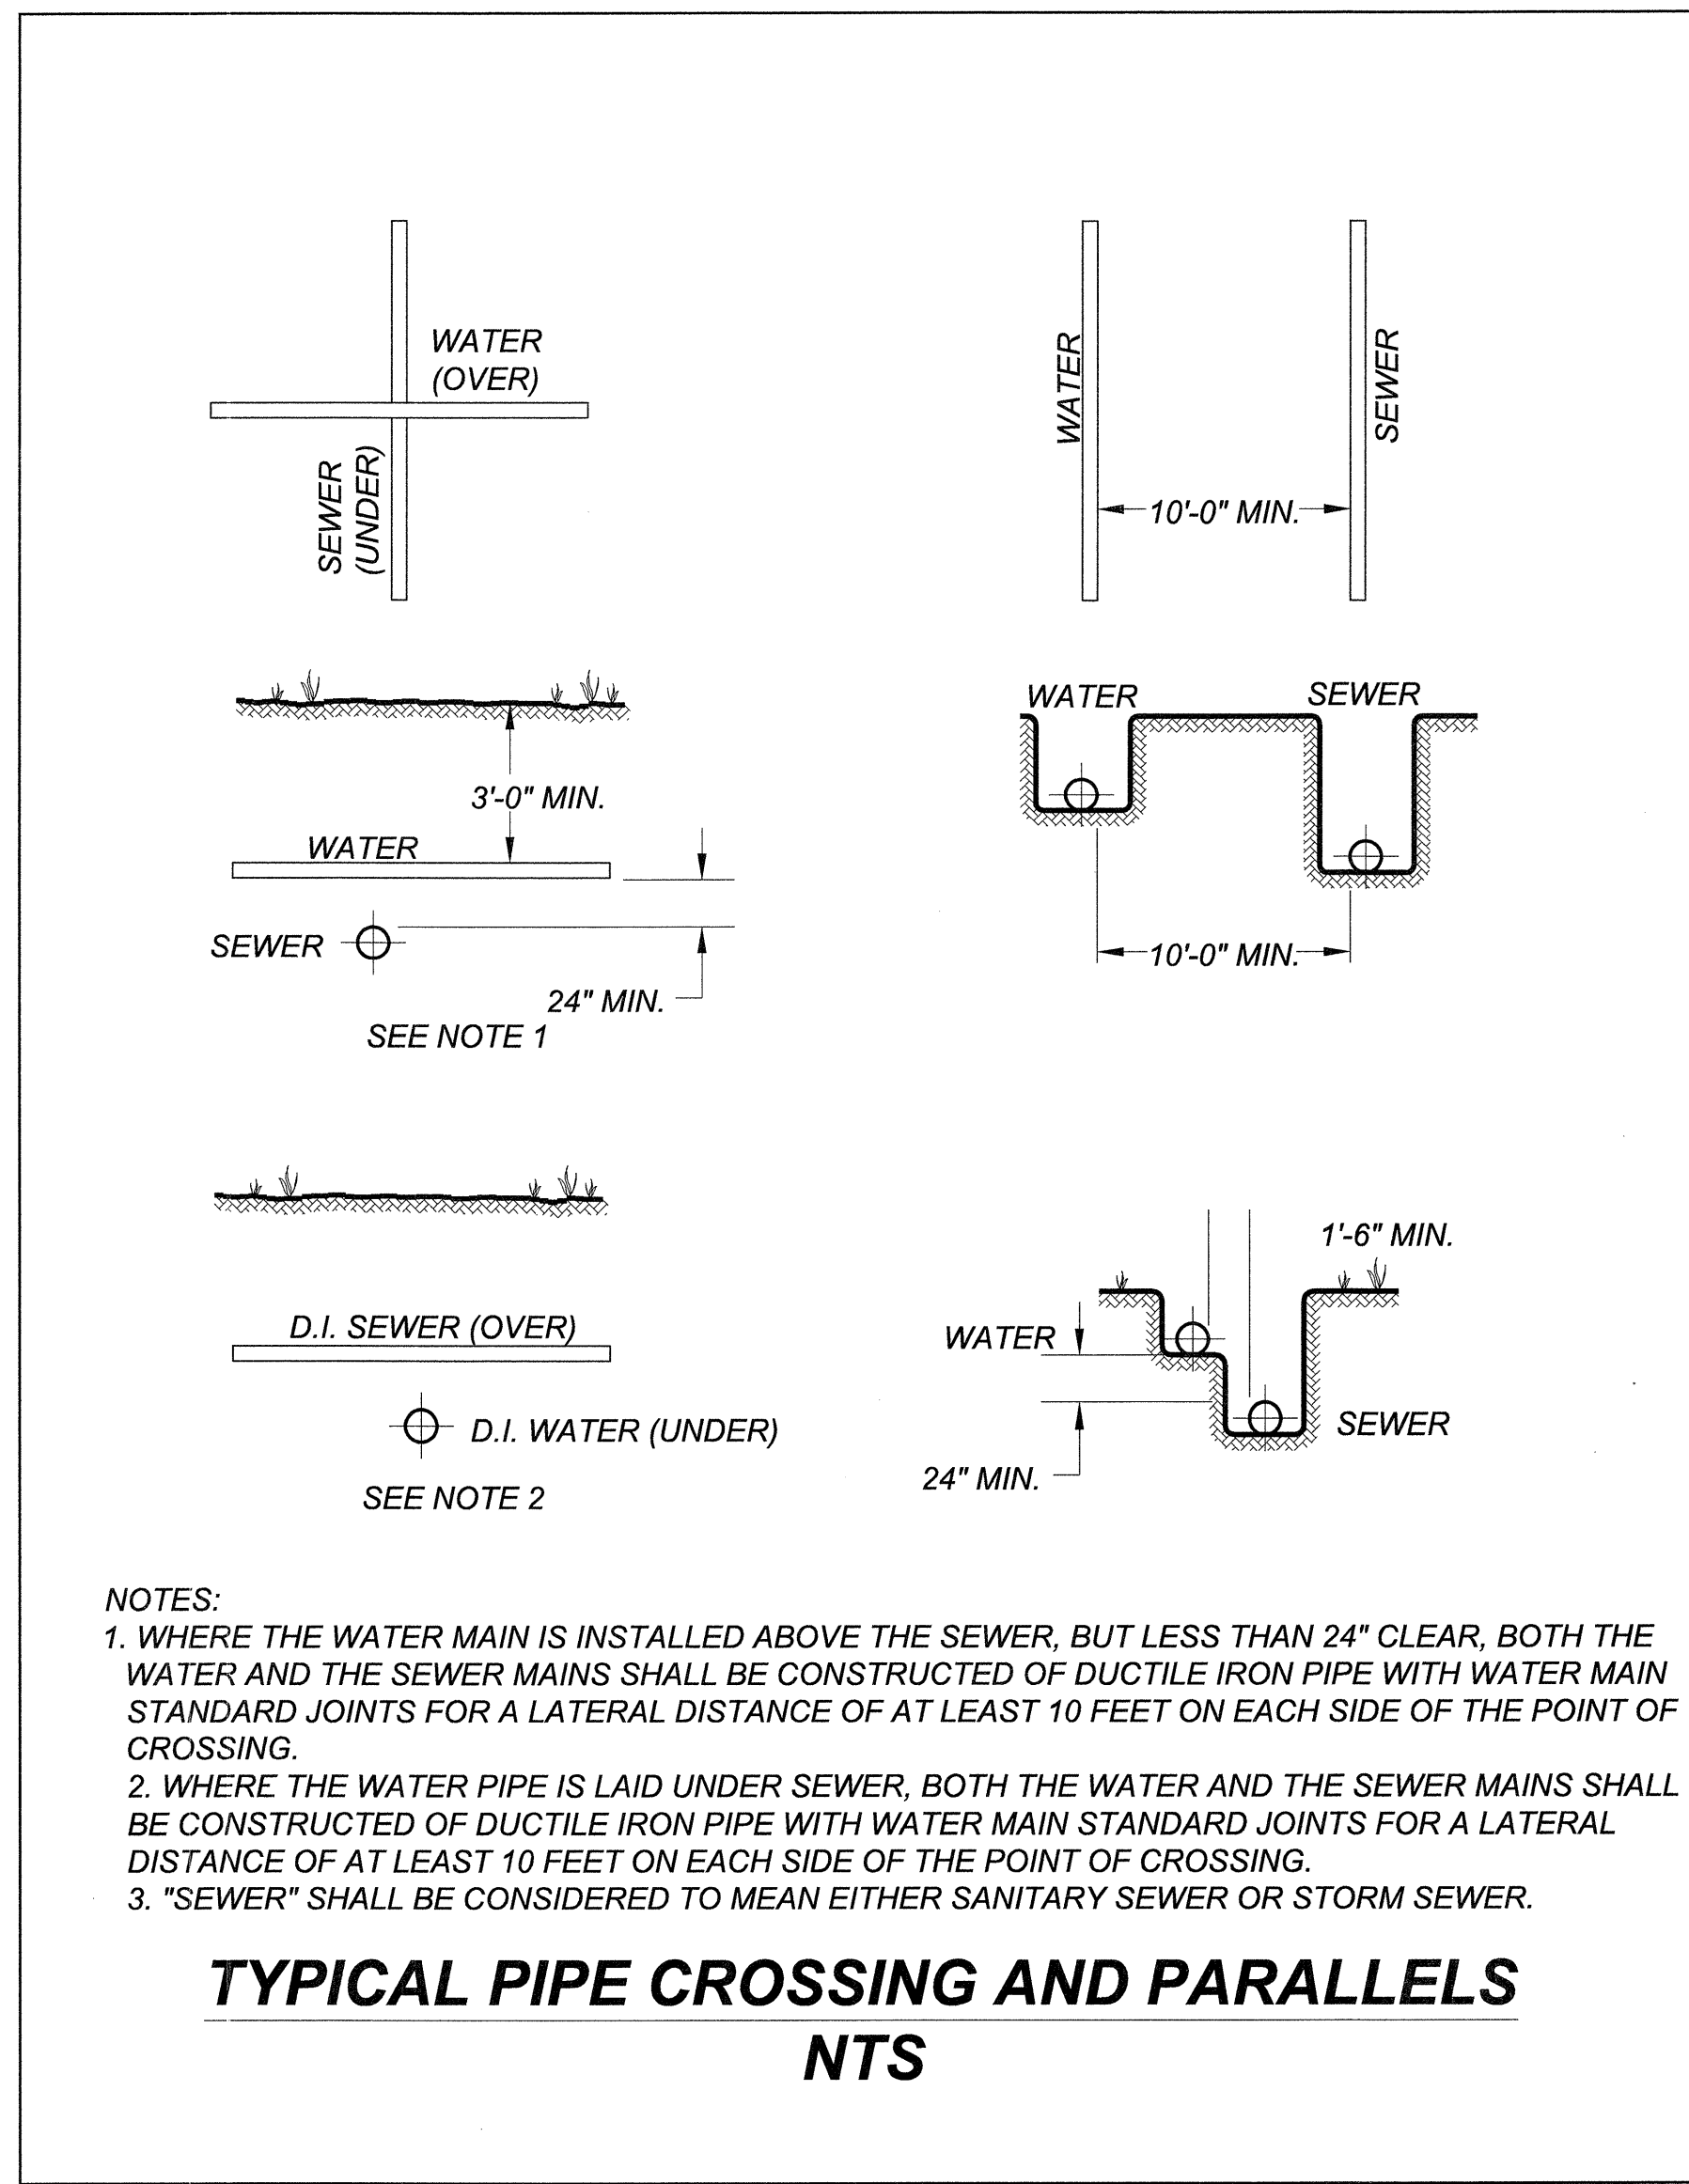 WATER
(OVER)
SEWER
(UNDER)
WATER
SEWER
10'-0" MIN.
3'-0" MIN.
WATER
SEWER
24" MIN.
SEE NOTE 1
WATER
SEWER
10'-0" MIN.
D.I. SEWER (OVER)
D.I. WATER (UNDER)
SEE NOTE 2
1'-6" MIN.
WATER
SEWER
24" MIN.
NOTES:
1. WHERE THE WATER MAIN IS INSTALLED ABOVE THE SEWER, BUT LESS THAN 24" CLEAR, BOTH THE
WATER AND THE SEWER MAINS SHALL BE CONSTRUCTED OF DUCTILE IRON PIPE WITH WATER MAIN
STANDARD JOINTS FOR A LATERAL DISTANCE OF AT LEAST 10 FEET ON EACH SIDE OF THE POINT OF
CROSSING.
2. WHERE THE WATER PIPE IS LAID UNDER SEWER, BOTH THE WATER AND THE SEWER MAINS SHALL
BE CONSTRUCTED OF DUCTILE IRON PIPE WITH WATER MAIN STANDARD JOINTS FOR A LATERAL
DISTANCE OF AT LEAST 10 FEET ON EACH SIDE OF THE POINT OF CROSSING.
3. "SEWER" SHALL BE CONSIDERED TO MEAN EITHER SANITARY SEWER OR STORM SEWER.
TYPICAL PIPE CROSSING AND PARALLELS
NTS